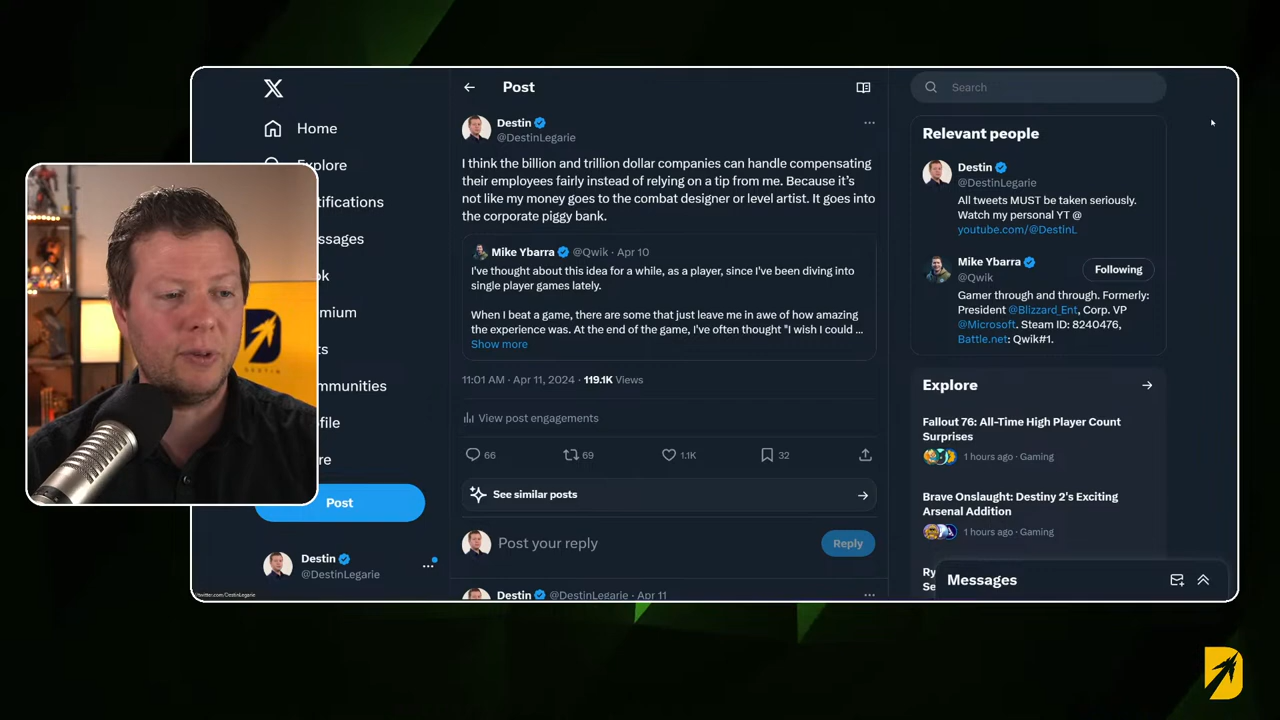 Home
Explore
tifications
ssages
ok
mium
ts
mmunities
file
re
Post
Destin
@DestinLegarie
Post
Destin
@DestinLegarie
I think the billion and trillion dollar companies can handle compensating
their employees fairly instead of relying on a tip from me. Because it's
not like my money goes to the combat designer or level artist. It goes into
the corporate piggy bank.
Mike Ybarra @Qwik · Apr 10
I've thought about this idea for a while, as a player, since I've been diving into
single player games lately.
When I beat a game, there are some that just leave me in awe of how amazing
the experience was. At the end of the game, I've often thought "I wish I could ...
Show more
11:01 AM · Apr 11, 2024 · 119.1K Views
View post engagements
66 69 1.1K 32
See similar posts
Post your reply
Reply
Destin @DestinLegarie · Apr 11
Search
Relevant people
Destin
@DestinLegarie
All tweets MUST be taken seriously.
Watch my personal YT @
youtube.com/@DestinL
Mike Ybarra
@Qwik
Following
Gamer through and through. Formerly:
President @Blizzard_Ent, Corp. VP
@Microsoft. Steam ID: 8240476,
Battle.net: Qwik#1.
Explore
Fallout 76: All-Time High Player Count
Surprises
1 hours ago · Gaming
Brave Onslaught: Destiny 2's Exciting
Arsenal Addition
1 hours ago · Gaming
Ry
Se
Messages
DESTIN